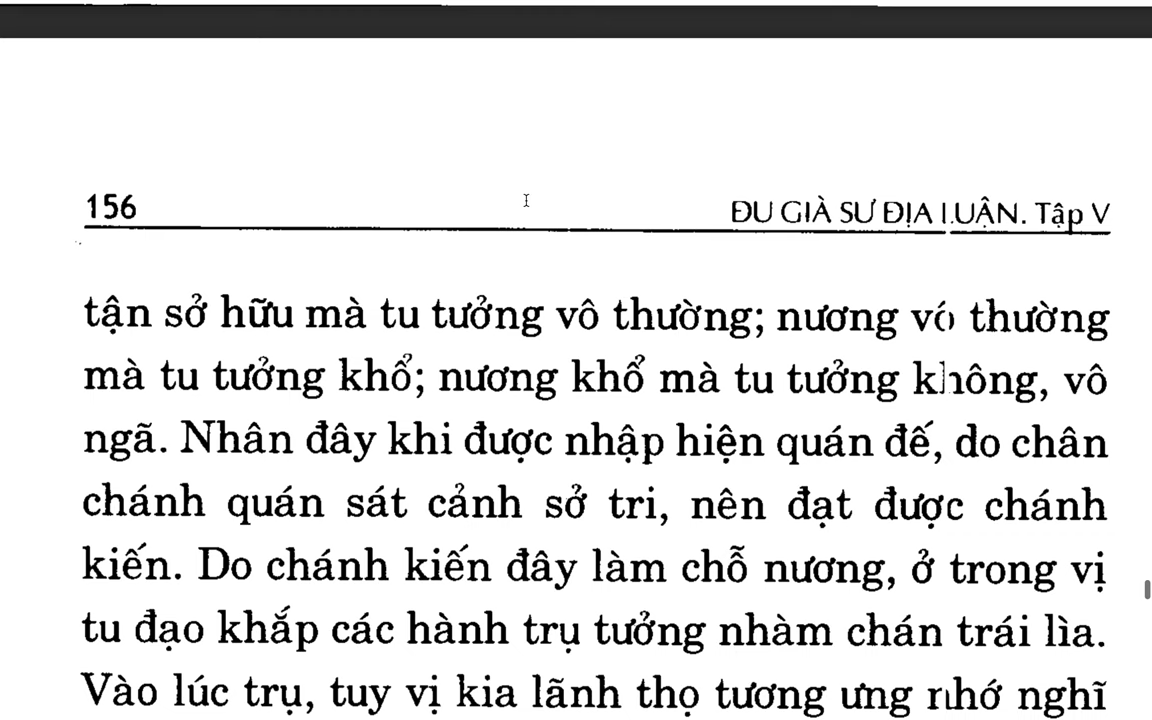 156
ĐU GIÀ SƯ ĐỊA LUẬN. Tập V
tận sở hữu mà tu tưởng vô thường; nương vô thường
mà tu tưởng khổ; nương khổ mà tu tưởng không, vô
ngã. Nhân đây khi được nhập hiện quán đế, do chân
chánh quán sát cảnh sở tri, nên đạt được chánh
kiến. Do chánh kiến đây làm chỗ nương, ở trong vị
tu đạo khắp các hành trụ tưởng nhàm chán trái lìa.
Vào lúc trụ, tuy vị kia lãnh thọ tương ưng nhớ nghĩ